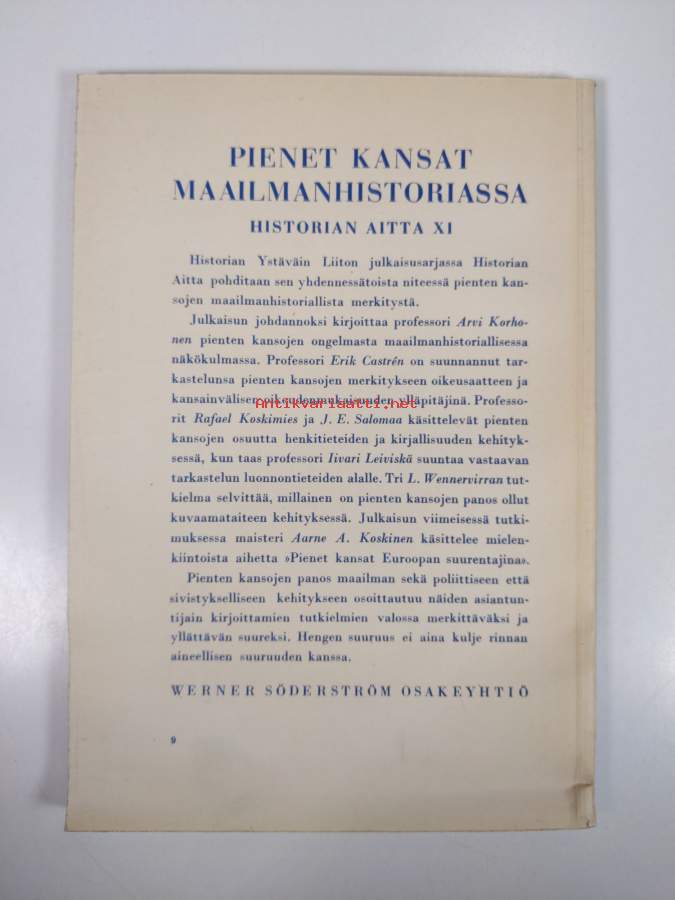 PIENET KANSAT
MAAILMANHISTORIASSA
HISTORIAN AITTA XI
Historian Ystäväin Liiton julkaisusarjassa Historian
Aitta pohditaan sen yhdennessätoista niteessä pienten kan-
sojen maailmanhistoriallista merkitystä.
Julkaisun johdannoksi kirjoittaa professori Arvi Korho-
nen pienten kansojen ongelmasta maailmanhistoriallisessa
näkökulmassa. Professori Erik Castrén on suunnannut tar-
kastelunsa pienten kansojen merkitykseen oikeusaatteen ja
kansainvälisen oikeudenmukaisuuden ylläpitäjinä. Professo-
Antikvariaatti.net
rit Rafael Koskimies ja J. E. Salomaa käsittelevät pienten
kansojen osuutta henkitieteiden ja kirjallisuuden kehityk-
sessä, kun taas professori Iivari Leiviskä suuntaa vastaavan
tarkastelun luonnontieteiden alalle. Tri L. Wennervirran tut-
kielma selvittää, millainen on pienten kansojen panos ollut
kuvaamataiteen kehityksessä. Julkaisun viimeisessä tutki-
muksessa maisteri Aarne A. Koskinen käsittelee mielen-
kiintoista aihetta »Pienet kansat Euroopan suurentajina».
Pienten kansojen panos maailman sekä poliittiseen että
sivistykselliseen kehitykseen osoittautuu näiden asiantun-
tijain kirjoittamien tutkielmien valossa merkittäväksi ja
yllättävän suureksi. Hengen suuruus ei aina kulje rinnan
aineellisen suuruuden kanssa.
WERNER SÖDERSTRÖM OSAKEYHTIÖ
9